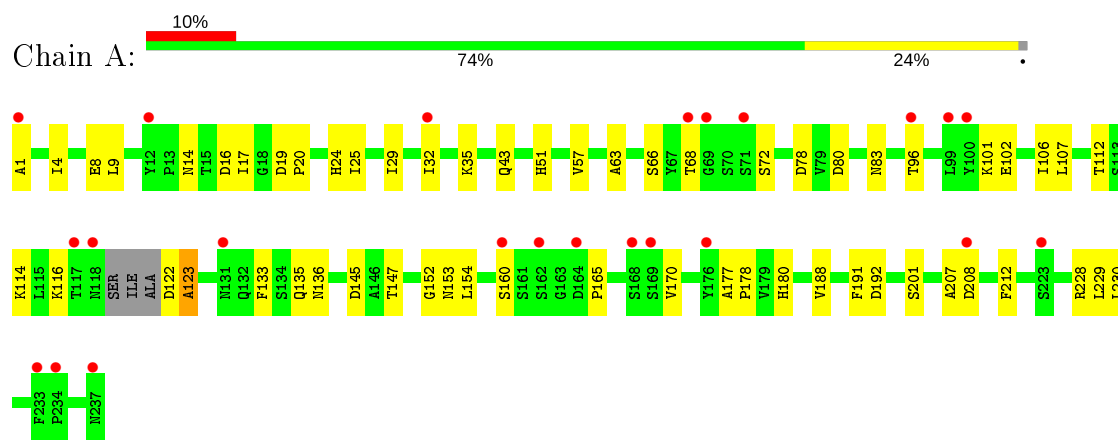 10%
Chain A:
74% 24% •
A1 I4 E8 L9 Y12 P13 N14 T15 D16 I17 G18 D19 P20 H24 I25 I29 I32 K35 Q43 H51 V57 A63 S66 Y67 T68 G69 S70 S71 S72 D78 V79 D80 N83 T96 L99 Y100 K101 E102 I106 L107 T112 S113
K114 L115 K116 T117 N118 SER ILE ALA D122 A123 N131 Q132 F133 S134 Q135 N136 D145 A146 T147 G152 N153 L154 S160 S161 S162 G163 D164 P165 S168 S169 V170 Y176 A177 P178 V179 H180 V188 F191 D192 S201 A207 D208 F212 S223 R228 L229 L230
F233 P234 N237